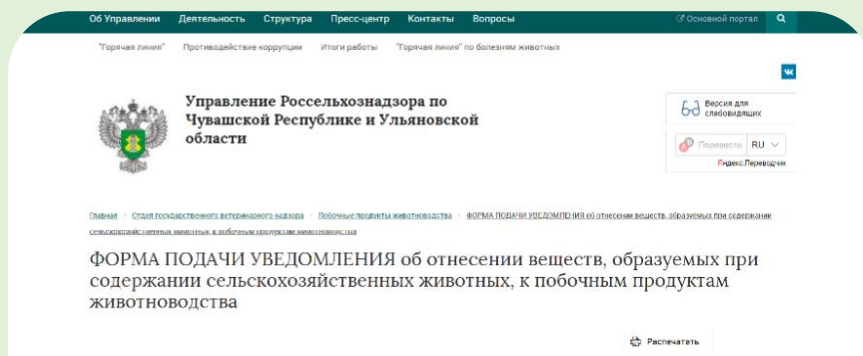 Об Управлении Деятельность Структура Пресс-центр Контакты Вопросы Основной портал
"Горячая линия" Противодействие коррупции Итоги работы "Горячая линия" по болезням животных
Управление Россельхознадзора по
Чувашской Республике и Ульяновской
области
Версия для
слабовидящих
Перевести RU
Яндекс.Переводчик
Главная Отдел государственного ветеринарного надзора Побочные продукты животноводства ФОРМА ПОДАЧИ УВЕДОМЛЕНИЯ об отнесении веществ, образуемых при содержании
сельскохозяйственных животных, к побочным продуктам животноводства
ФОРМА ПОДАЧИ УВЕДОМЛЕНИЯ об отнесении веществ, образуемых при
содержании сельскохозяйственных животных, к побочным продуктам
животноводства
Распечатать